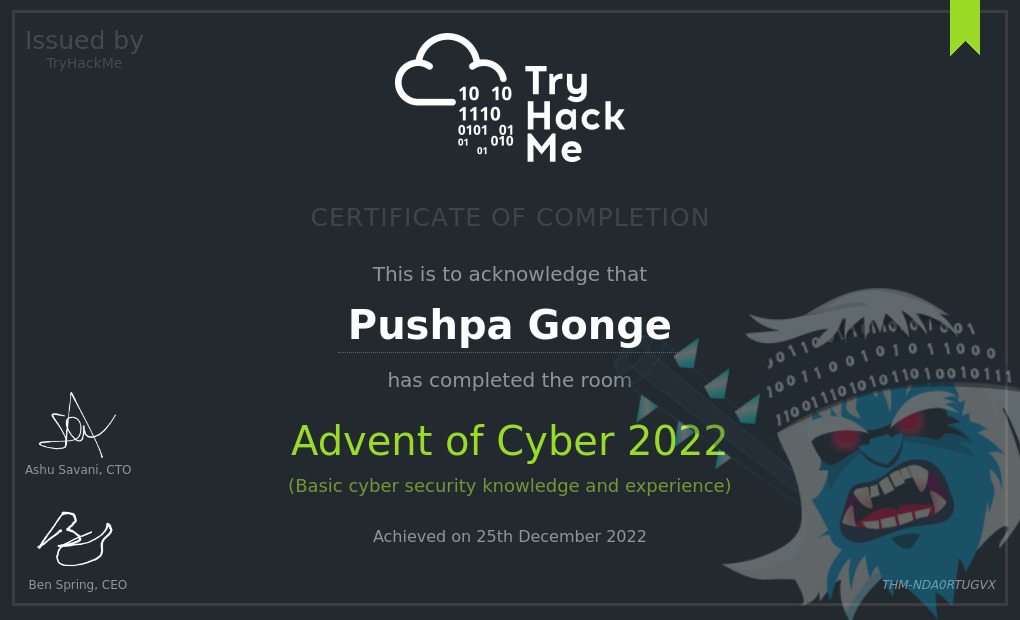 Issued by
TryHackMe
10 10
1110
0101 01
01 010
01
Try
Hack
Me
CERTIFICATE OF COMPLETION
This is to acknowledge that
Pushpa Gonge
has completed the room
Advent of Cyber 2022
(Basic cyber security knowledge and experience)
Achieved on 25th December 2022
Ashu Savani, CTO
Ben Spring, CEO
THM-NDA0RTUGVX